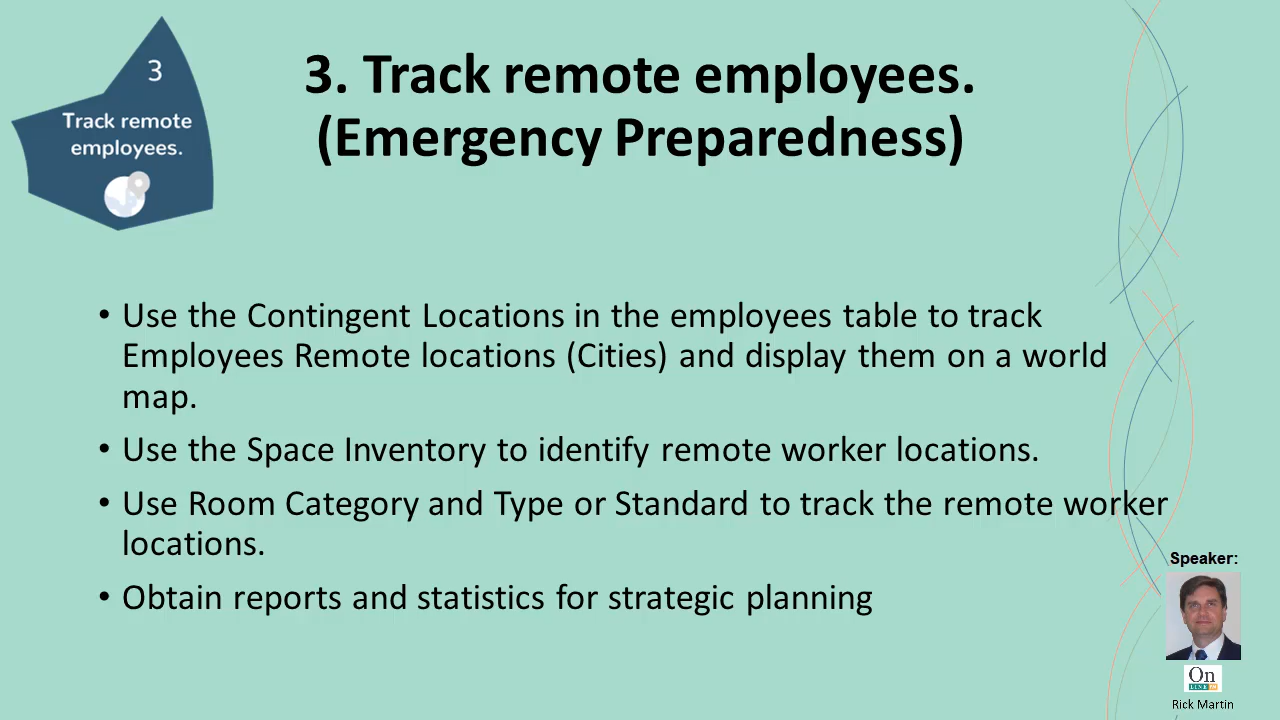 3
Track remote
employees.
3. Track remote employees.
(Emergency Preparedness)
• Use the Contingent Locations in the employees table to track
Employees Remote locations (Cities) and display them on a world
map.
• Use the Space Inventory to identify remote worker locations.
• Use Room Category and Type or Standard to track the remote worker
locations.
• Obtain reports and statistics for strategic planning
Speaker:
On
Rick Martin